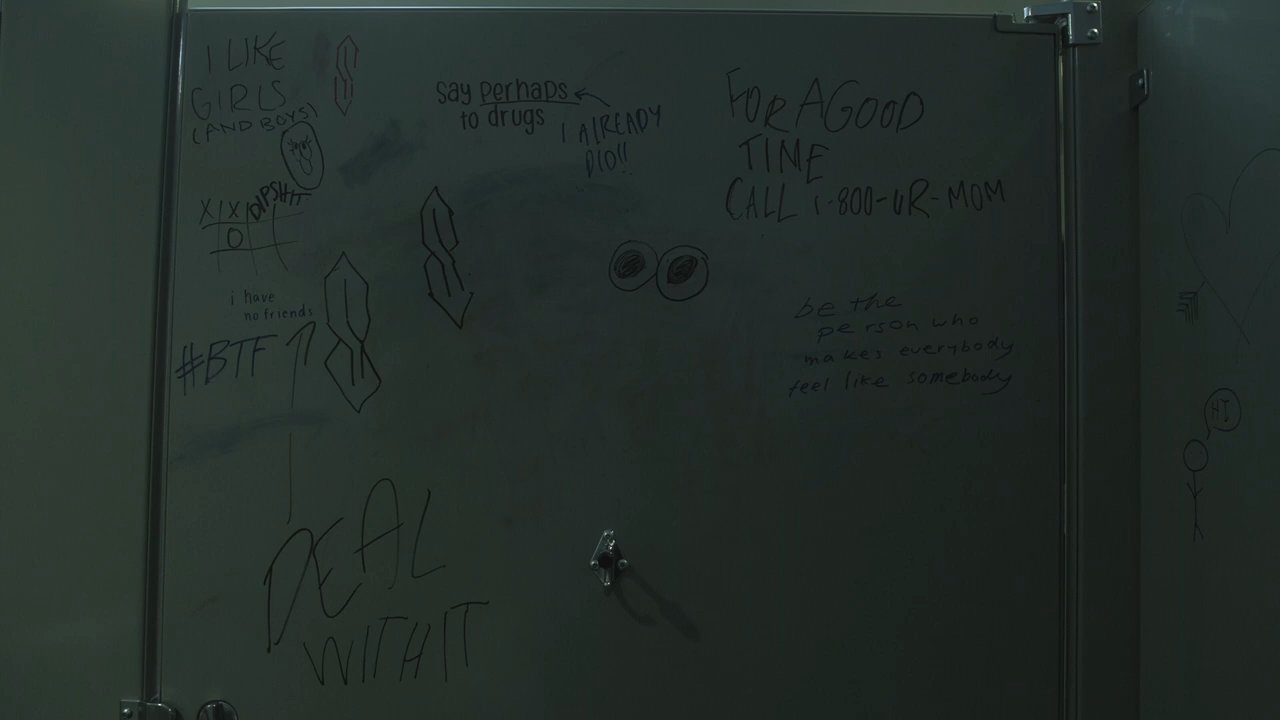 I LIKE
GIRLS
(AND BOYS)
DIPSHIT
X X
O
i have
no friends
#BTF
DEAL
WITH IT
say perhaps
to drugs
I AlREADY
DID!!
FOR A GOOD
TIME
CALL 1-800-UR-MOM
be the
person who
makes everybody
feel like somebody
HI